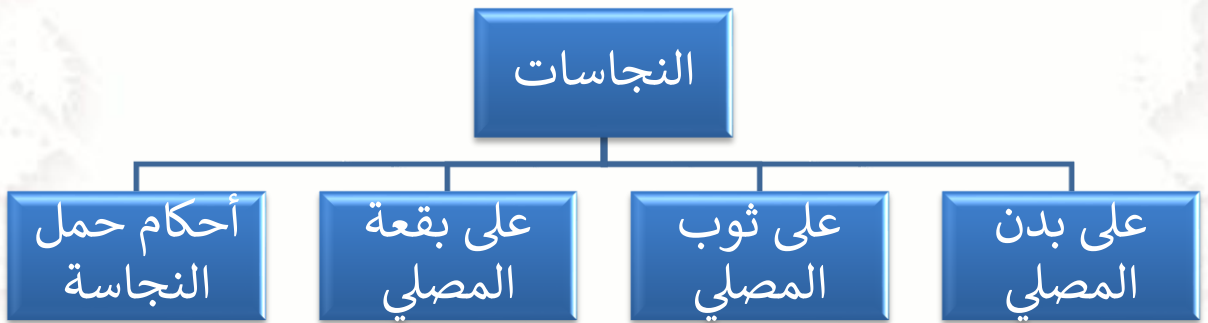 النجاسات
على بدن
المصلي
على ثوب
المصلي
على بقعة
المصلي
أحكام حمل
النجاسة